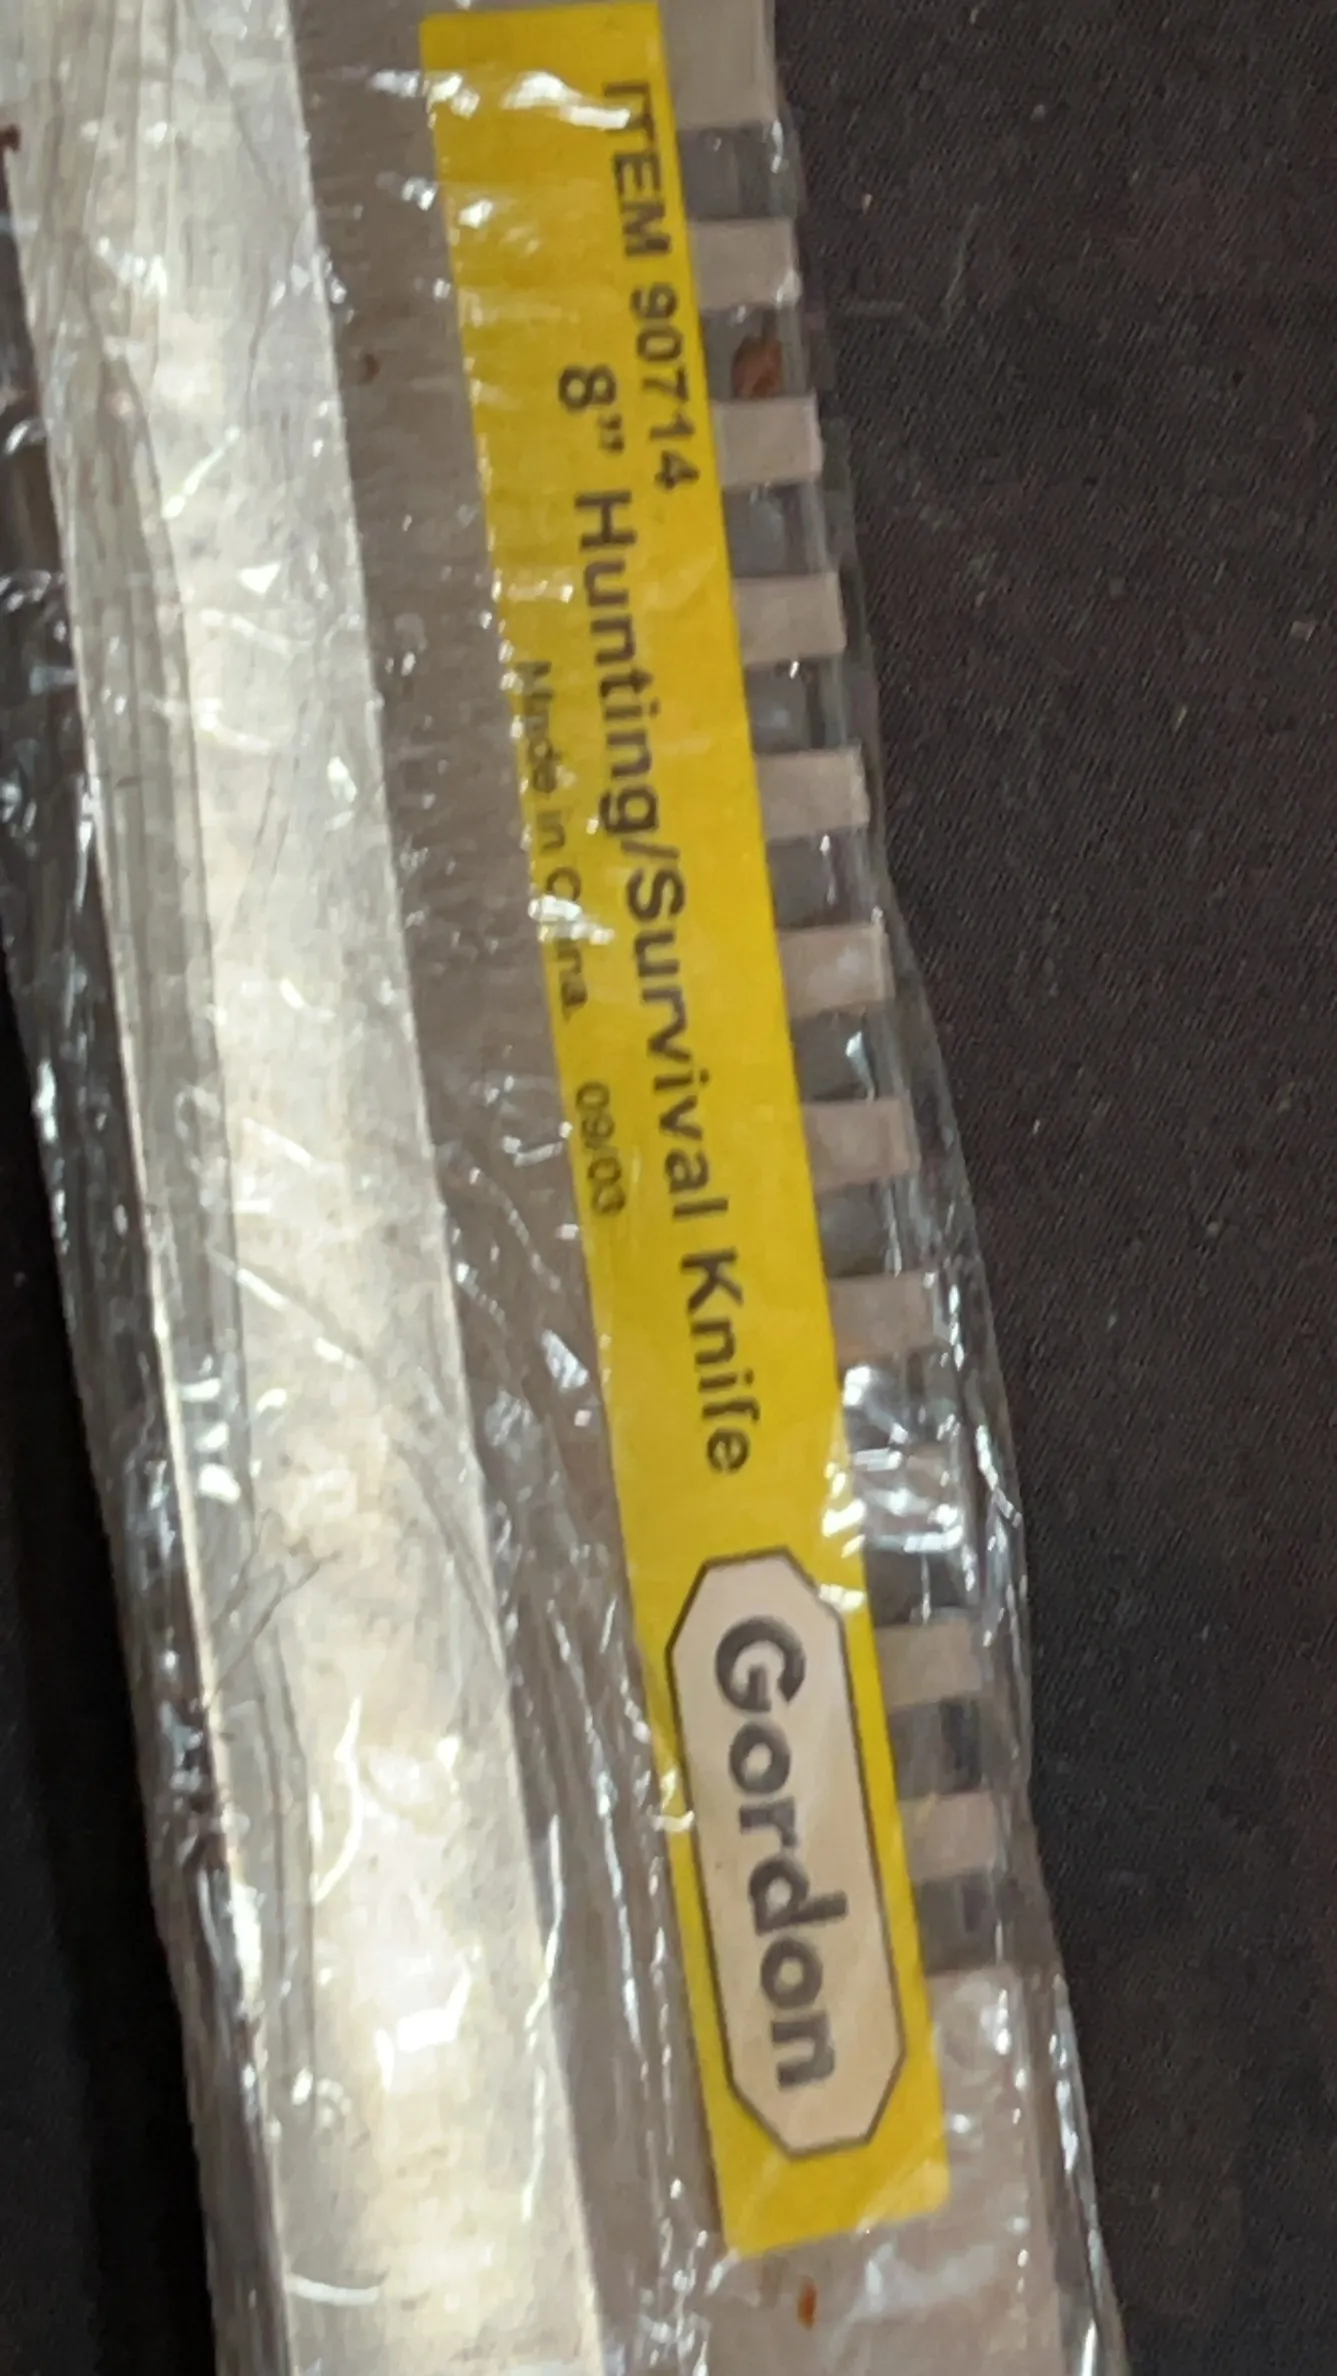 ITEM 90714
8" Hunting/Survival Knife
Made in China 09/03
Gordon